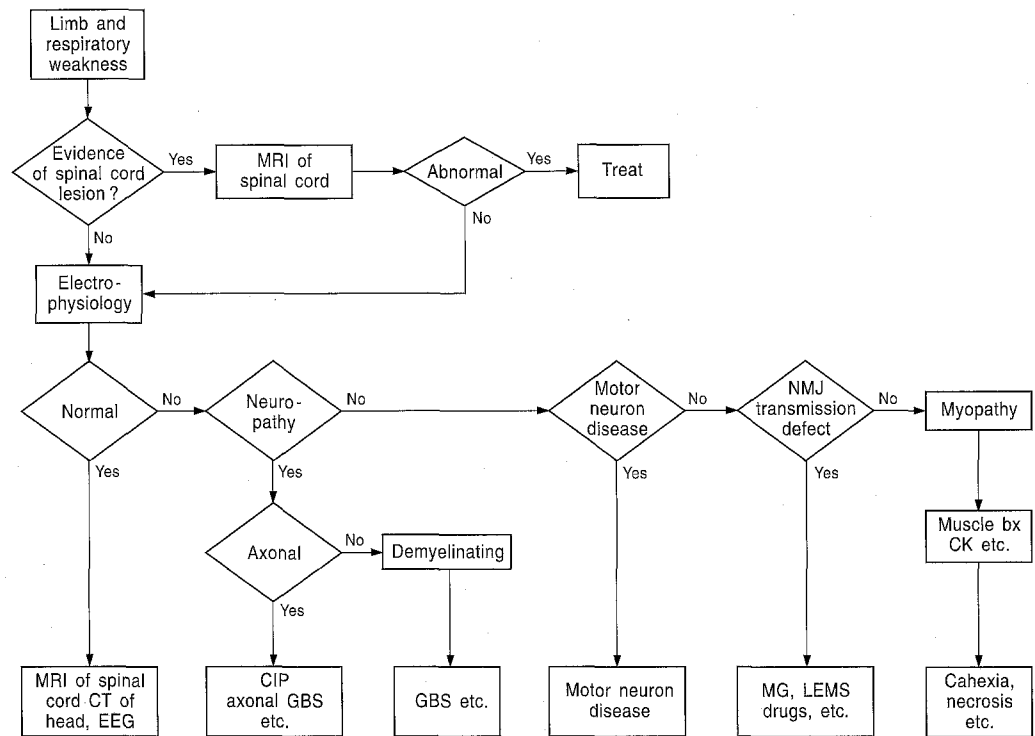 Limb and
respiratory
weakness
Evidence
of spinal cord
lesion?
Yes
MRI of
spinal cord
Abnormal
Yes
Treat
No
No
Electro-
physiology
Normal
No
Neuro-
pathy
No
Motor
neuron
disease
No
NMJ
transmission
defect
No
Myopathy
Yes
Yes
Yes
Yes
Axonal
No
Demyelinating
Muscle bx
CK etc.
Yes
MRI of spinal
cord CT of
head, EEG
CIP
axonal GBS
etc.
GBS etc.
Motor neuron
disease
MG, LEMS
drugs, etc.
Cahexia,
necrosis
etc.